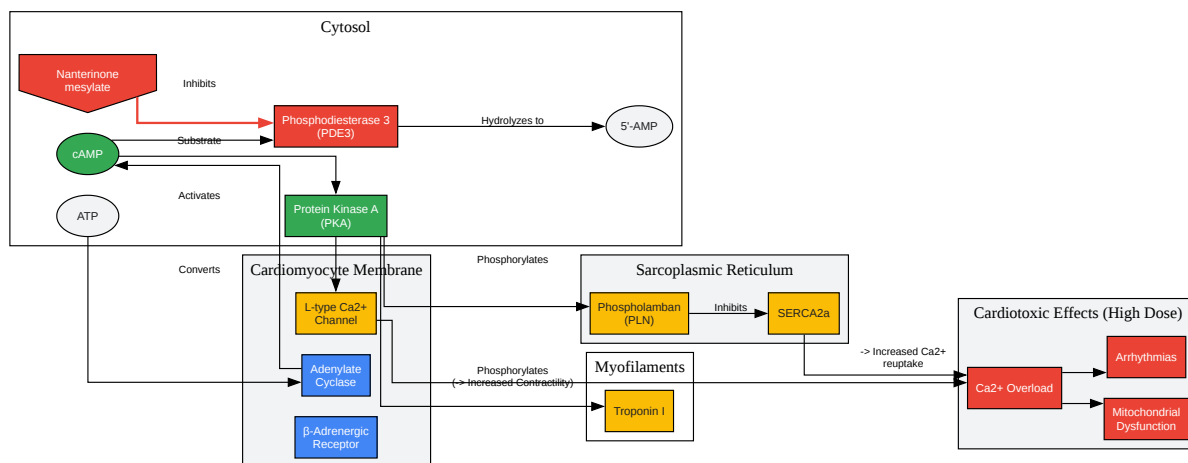 Cytosol
Nanterinone
mesylate
Inhibits
Phosphodiesterase 3
(PDE3)
Hydrolyzes to
5'-AMP
Substrate
cAMP
Activates
ATP
Protein Kinase A
(PKA)
Converts
Cardiomyocyte Membrane
Phosphorylates
Sarcoplasmic Reticulum
L-type Ca2+
Channel
Phospholamban
(PLN)
Inhibits
SERCA2a
Cardiotoxic Effects (High Dose)
Adenylate
Cyclase
Phosphorylates
(-> Increased Contractility)
Myofilaments
-> Increased Ca2+
reuptake
Arrhythmias
Ca2+ Overload
Troponin I
Mitochondrial
Dysfunction
β-Adrenergic
Receptor